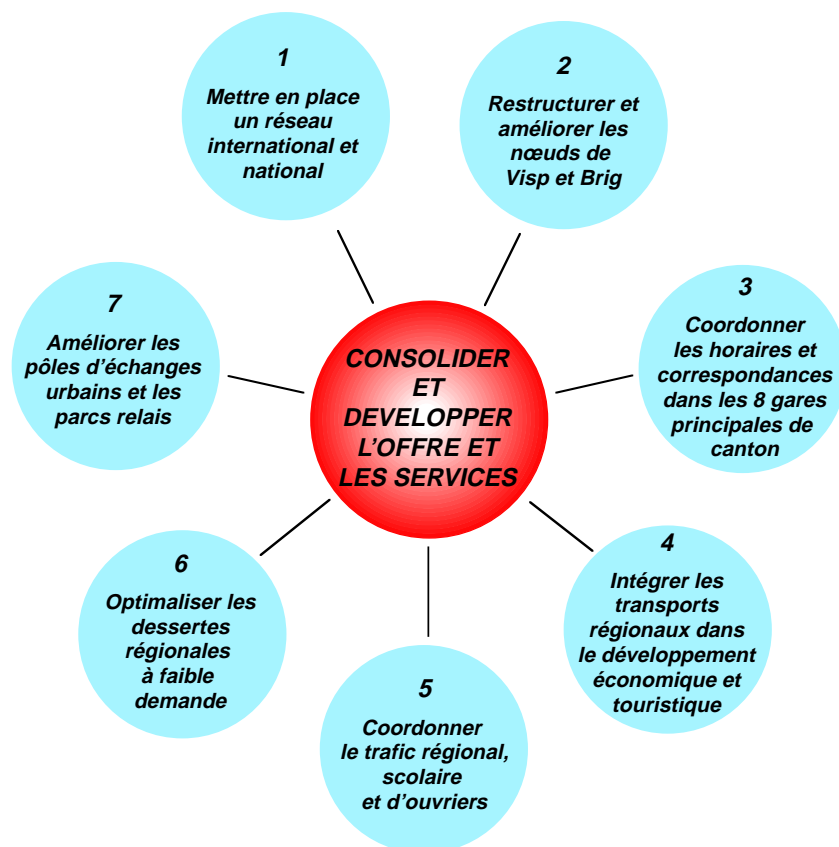 1
Mettre en place
un réseau
international et
national
2
Restructurer et
améliorer les
nœuds de
Visp et Brig
3
Coordonner
les horaires et
correspondances
dans les 8 gares
principales de
canton
4
Intégrer les
transports
régionaux dans
le développement
économique et
touristique
5
Coordonner
le trafic régional,
scolaire
et d'ouvriers
6
Optimaliser les
dessertes
régionales
à faible
demande
7
Améliorer les
pôles d'échanges
urbains et les
parcs relais
CONSOLIDER
ET
DEVELOPPER
L'OFFRE ET
LES SERVICES